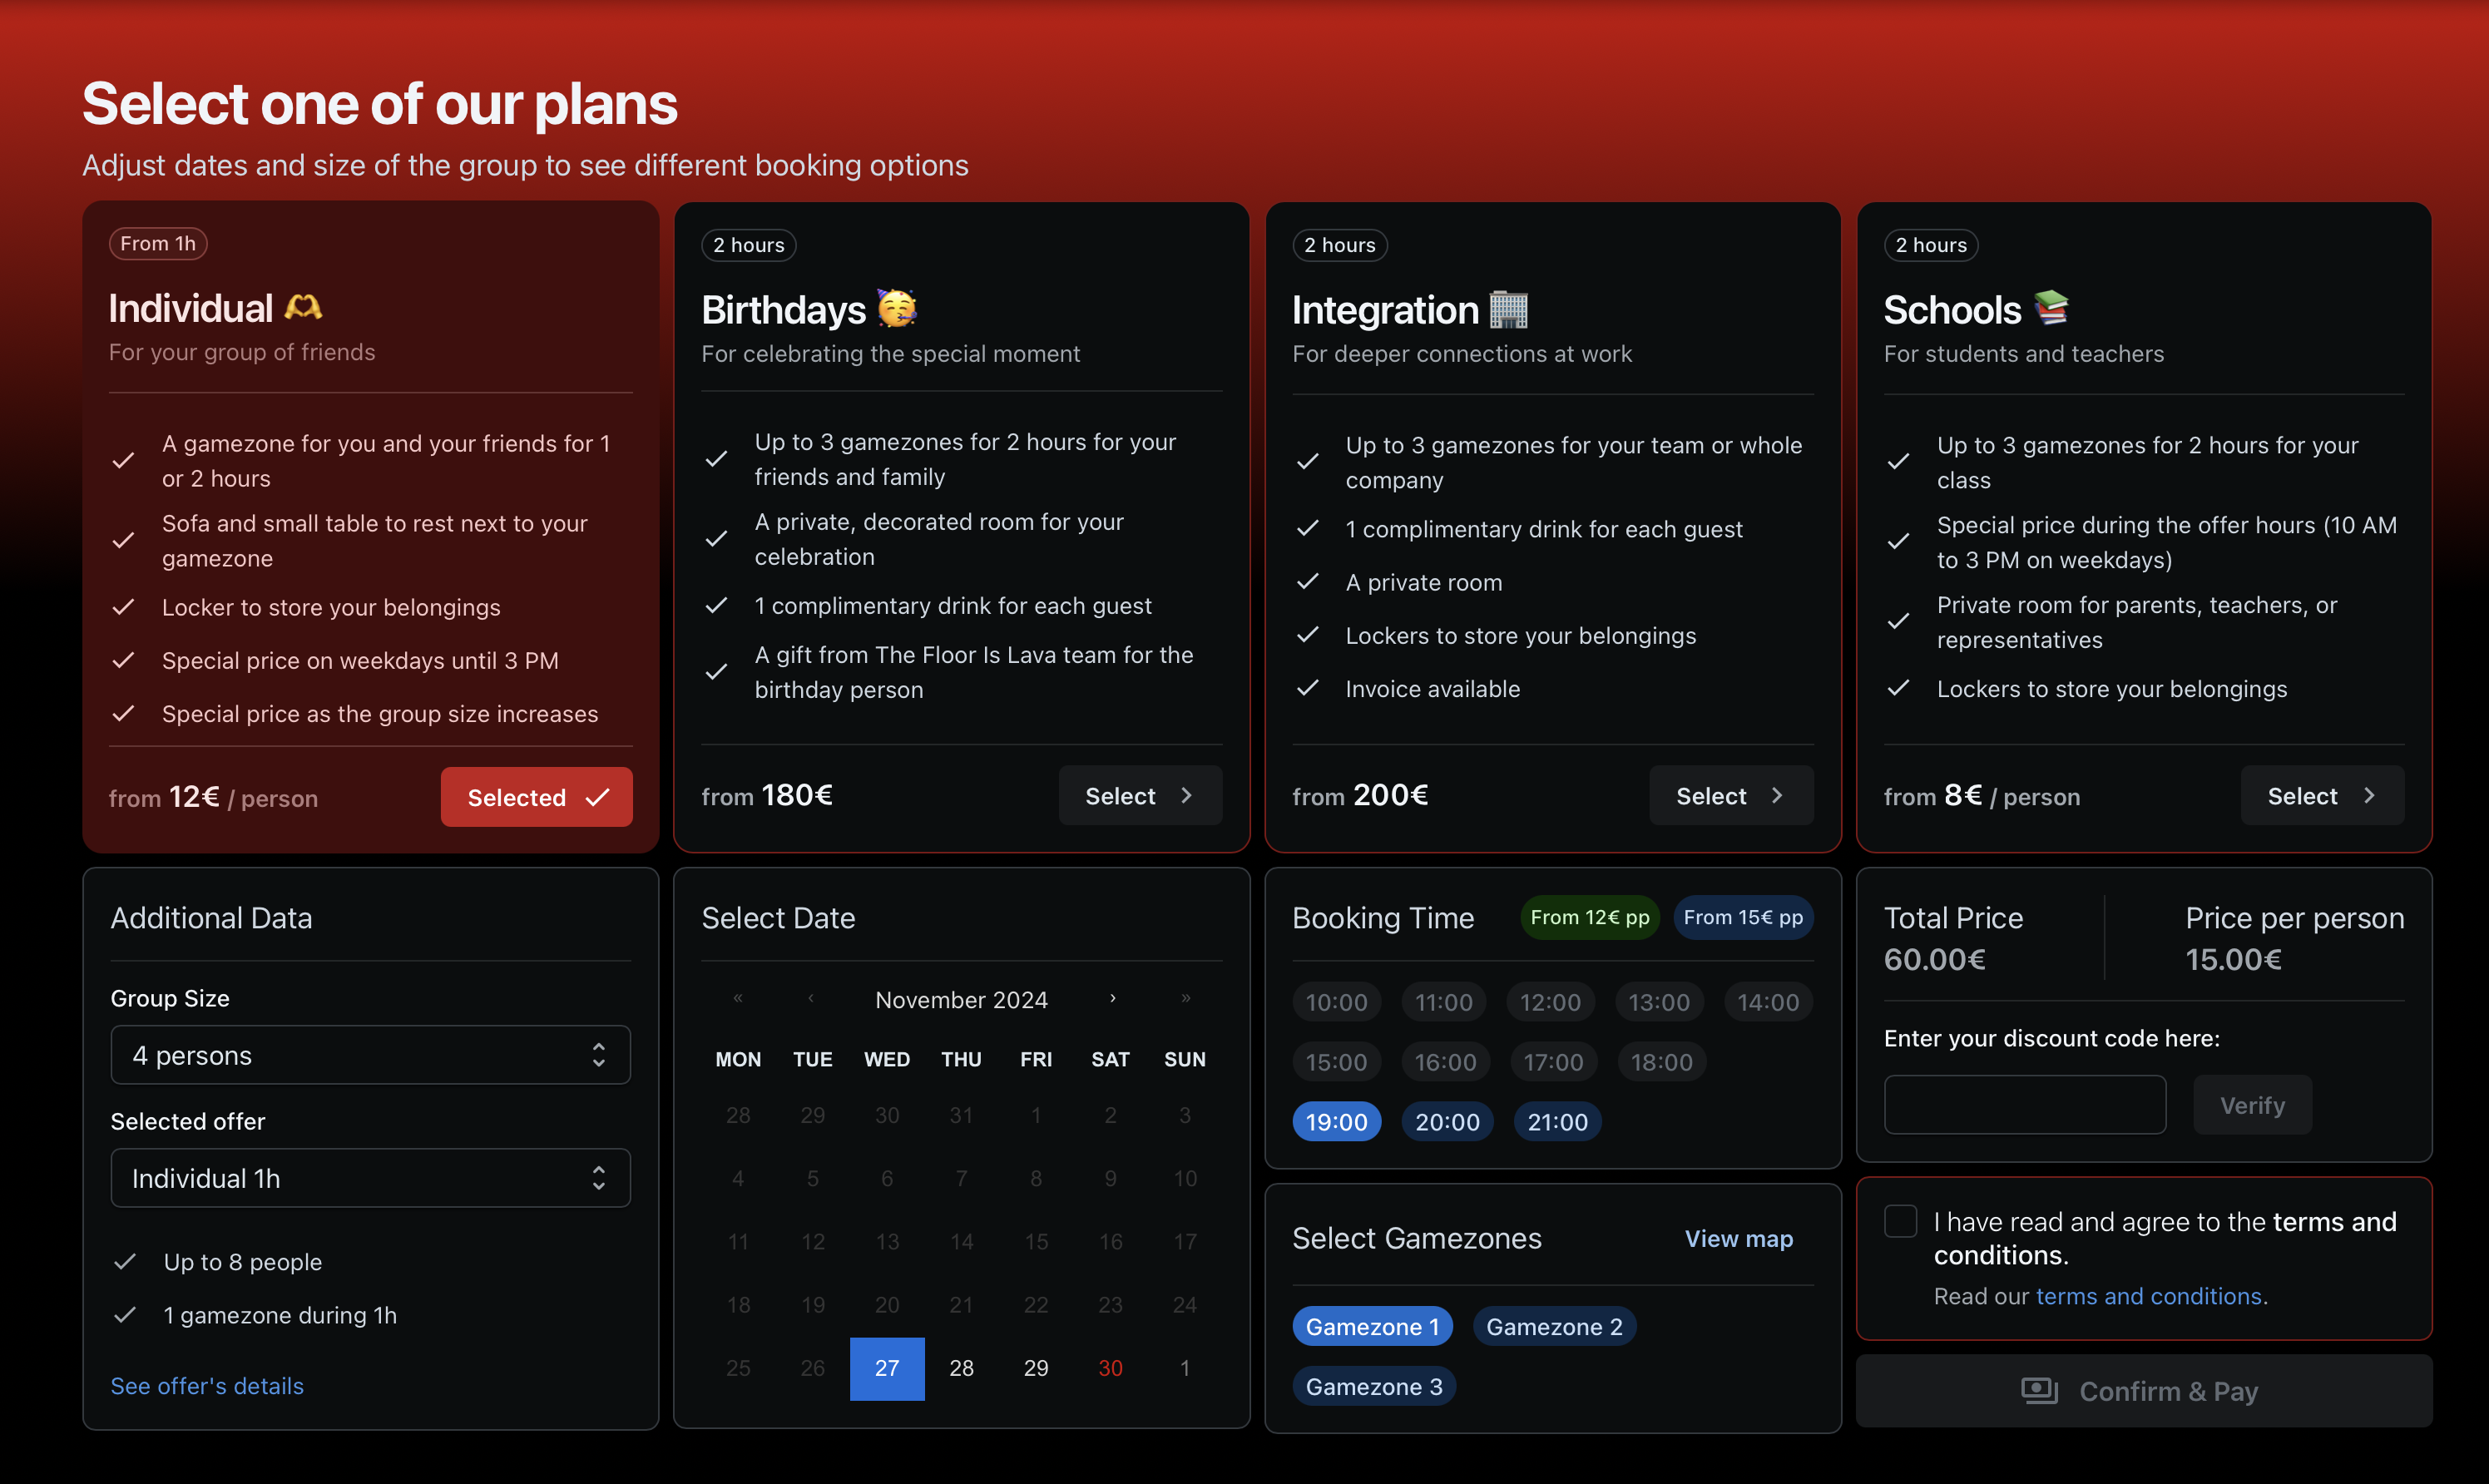 Select one of our plans
Adjust dates and size of the group to see different booking options
From 1h
Individual 🫶
For your group of friends
A gamezone for you and your friends for 1
or 2 hours
Sofa and small table to rest next to your
gamezone
Locker to store your belongings
Special price on weekdays until 3 PM
Special price as the group size increases
from 12€ / person
Selected
2 hours
Birthdays 🥳
For celebrating the special moment
Up to 3 gamezones for 2 hours for your
friends and family
A private, decorated room for your
celebration
1 complimentary drink for each guest
A gift from The Floor Is Lava team for the
birthday person
from 180€
Select
2 hours
Integration 🏢
For deeper connections at work
Up to 3 gamezones for your team or whole
company
1 complimentary drink for each guest
A private room
Lockers to store your belongings
Invoice available
from 200€
Select
2 hours
Schools 📚
For students and teachers
Up to 3 gamezones for 2 hours for your
class
Special price during the offer hours (10 AM
to 3 PM on weekdays)
Private room for parents, teachers, or
representatives
Lockers to store your belongings
from 8€ / person
Select
Additional Data
Group Size
4 persons
Selected offer
Individual 1h
Up to 8 people
1 gamezone during 1h
See offer's details
Select Date
« ‹ November 2024 › »
MON TUE WED THU FRI SAT SUN
28 29 30 31 1 2 3
4 5 6 7 8 9 10
11 12 13 14 15 16 17
18 19 20 21 22 23 24
25 26 27 28 29 30 1
Booking Time From 12€ pp From 15€ pp
10:00 11:00 12:00 13:00 14:00
15:00 16:00 17:00 18:00
19:00 20:00 21:00
Select Gamezones View map
Gamezone 1 Gamezone 2
Gamezone 3
Total Price Price per person
60.00€ 15.00€
Enter your discount code here:
Verify
I have read and agree to the terms and
conditions.
Read our terms and conditions.
Confirm & Pay